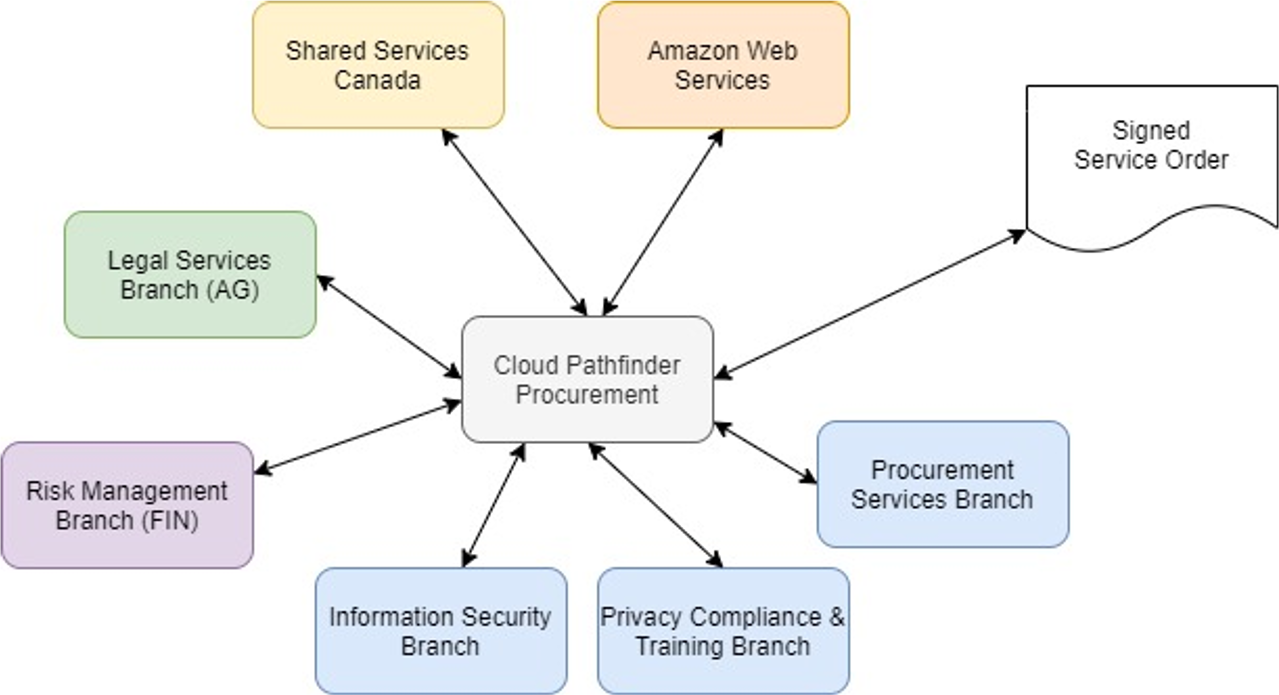 Shared Services
Canada
Amazon Web
Services
Signed
Service Order
Legal Services
Branch (AG)
Cloud Pathfinder
Procurement
Procurement
Services Branch
Risk Management
Branch (FIN)
Information Security
Branch
Privacy Compliance &
Training Branch